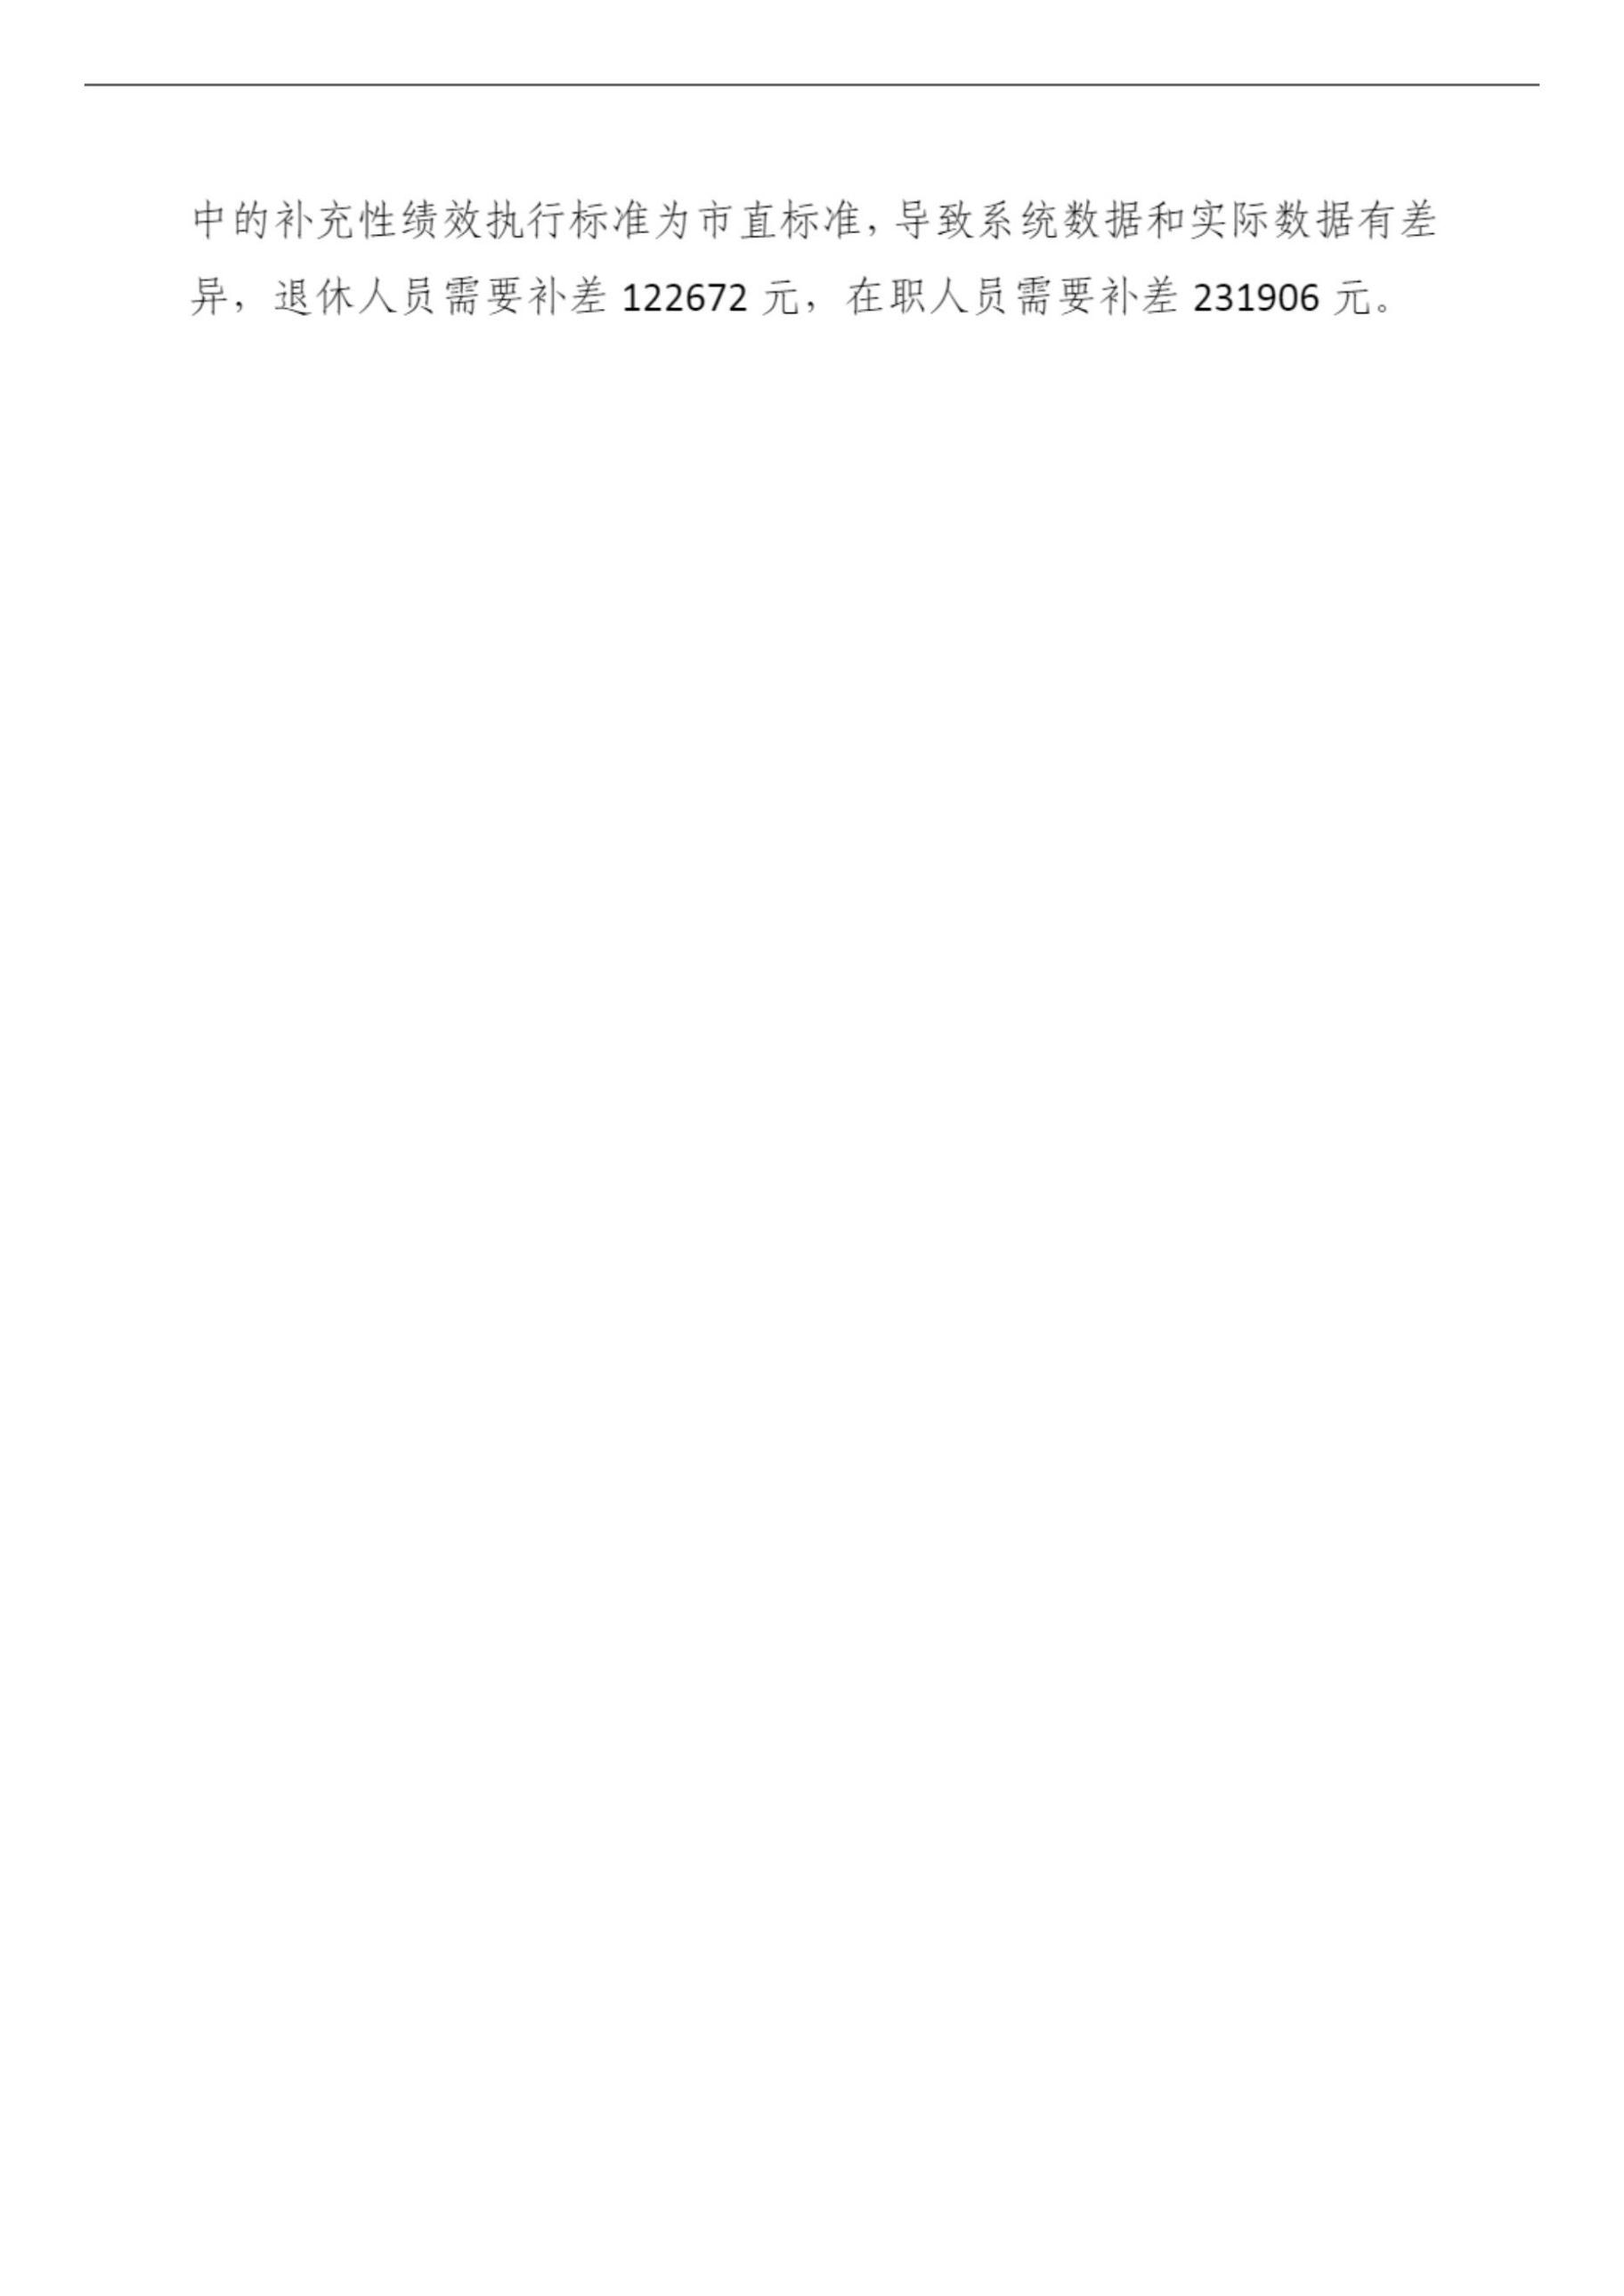 中的补充性绩效执行标准为市直标准，导致系统数据和实际数据有差
异，退休人员需要补差 122672 元，在职人员需要补差 231906 元。